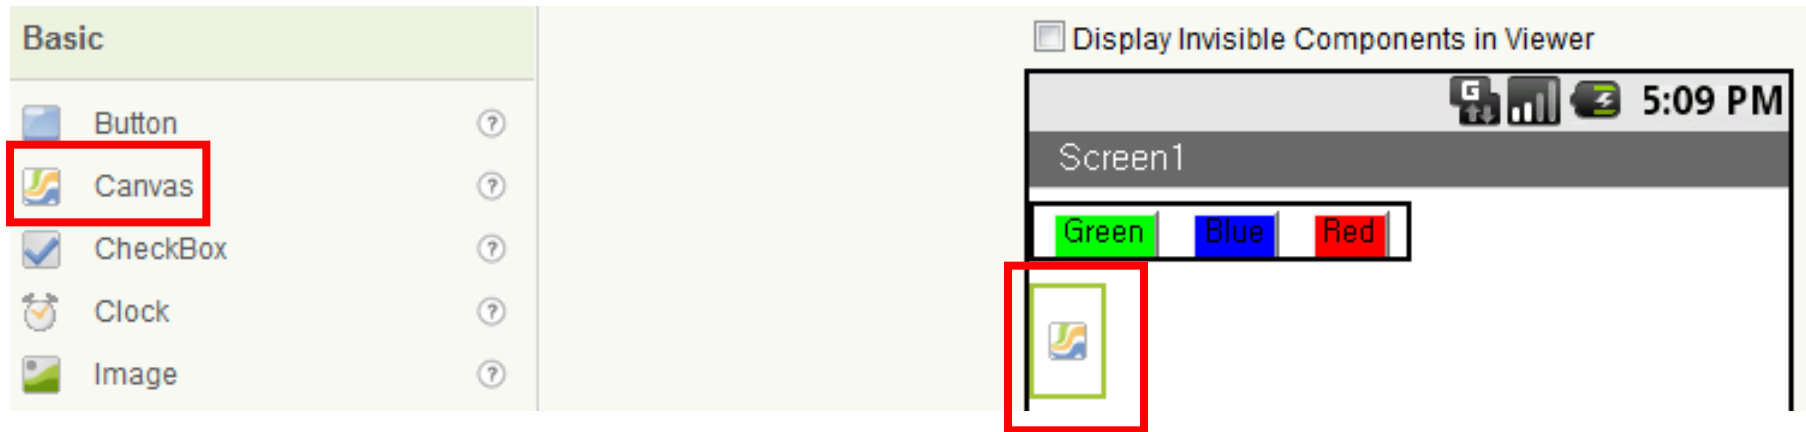 Basic
Button ?
Canvas ?
CheckBox ?
Clock ?
Image ?
Display Invisible Components in Viewer
G 5:09 PM
Screen1
Green Blue Red